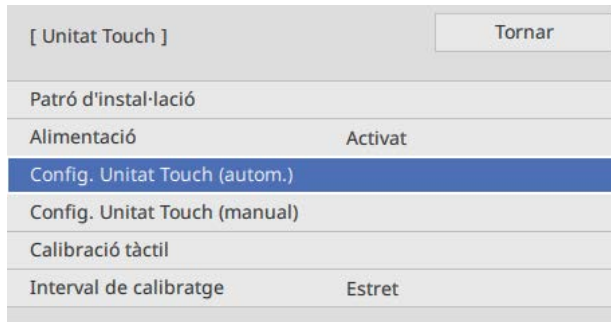 [ Unitat Touch ] Tornar
Patró d'instal·lació
Alimentació Activat
Config. Unitat Touch (autom.)
Config. Unitat Touch (manual)
Calibració tàctil
Interval de calibratge Estret